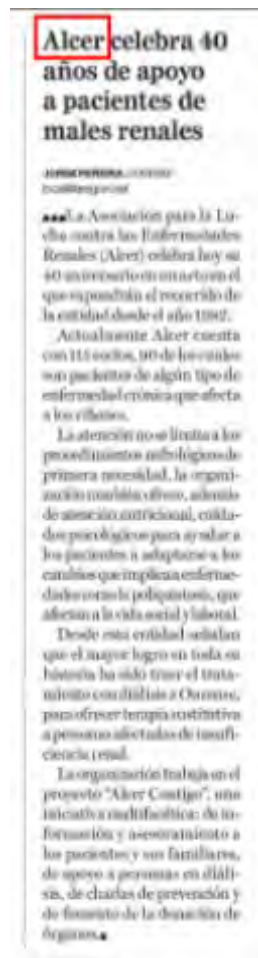 Alcer celebra 40
años de apoyo
a pacientes de
males renales
La Asociación para la Lu-
cha contra las Enfermedades
Renales (Alcer) celebra hoy su
40 aniversario en un acto en el
que expondrán el recorrido de
la entidad desde el año 1982.
Actualmente Alcer cuenta
con 115 socios, 90 de los cuales
son pacientes de algún tipo de
enfermedad crónica que afecta
a los riñones.
La atención no se limita a los
procedimientos nefrológicos de
primera necesidad, la organi-
zación también ofrece, además
de atención nutricional, cuida-
dos psicológicos para ayudar a
los pacientes a adaptarse a los
cambios que implican enferme-
dades como la poliquistosis, que
afectan a la vida social y laboral.
Desde esta entidad señalan
que el mayor logro en toda su
historia ha sido traer el trata-
miento con diálisis a Ourense,
para ofrecer terapia sustitutiva
a personas afectadas de insufi-
ciencia renal.
La organización trabaja en el
proyecto "Alcer Contigo", una
iniciativa multifacética: de in-
formación y asesoramiento a
los pacientes y sus familiares,
de apoyo a personas en diáli-
sis, de charlas de prevención y
de fomento de la donación de
órganos.